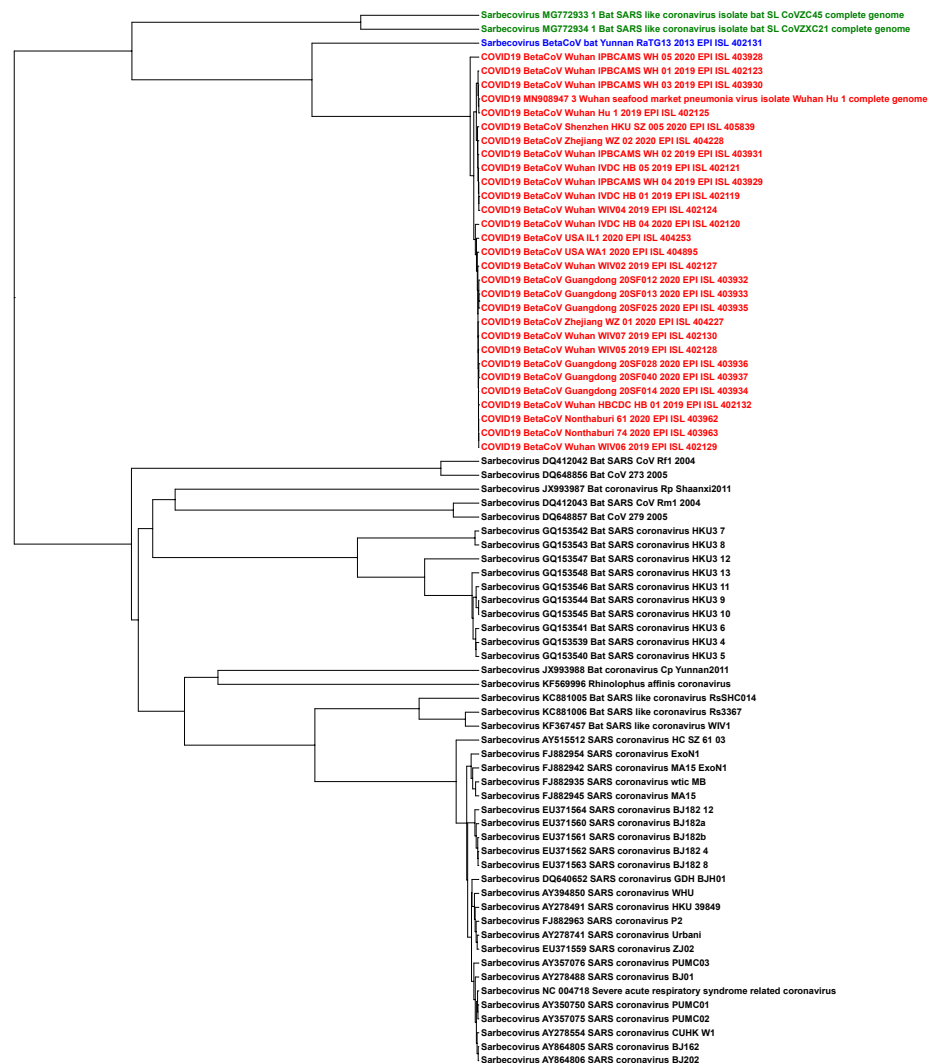 Sarbecovirus MG772933 1 Bat SARS like coronavirus isolate bat SL CoVZC45 complete genome
Sarbecovirus MG772934 1 Bat SARS like coronavirus isolate bat SL CoVZXC21 complete genome
Sarbecovirus BetaCoV bat Yunnan RaTG13 2013 EPI ISL 402131
COVID19 BetaCoV Wuhan IPBCAMS WH 05 2020 EPI ISL 403928
COVID19 BetaCoV Wuhan IPBCAMS WH 01 2019 EPI ISL 402123
COVID19 BetaCoV Wuhan IPBCAMS WH 03 2019 EPI ISL 403930
COVID19 MN908947 3 Wuhan seafood market pneumonia virus isolate Wuhan Hu 1 complete genome
COVID19 BetaCoV Wuhan Hu 1 2019 EPI ISL 402125
COVID19 BetaCoV Shenzhen HKU SZ 005 2020 EPI ISL 405839
COVID19 BetaCoV Zhejiang WZ 02 2020 EPI ISL 404228
COVID19 BetaCoV Wuhan IPBCAMS WH 02 2019 EPI ISL 403931
COVID19 BetaCoV Wuhan IVDC HB 05 2019 EPI ISL 402121
COVID19 BetaCoV Wuhan IPBCAMS WH 04 2019 EPI ISL 403929
COVID19 BetaCoV Wuhan IVDC HB 01 2019 EPI ISL 402119
COVID19 BetaCoV Wuhan WIV04 2019 EPI ISL 402124
COVID19 BetaCoV Wuhan IVDC HB 04 2020 EPI ISL 402120
COVID19 BetaCoV USA IL1 2020 EPI ISL 404253
COVID19 BetaCoV USA WA1 2020 EPI ISL 404895
COVID19 BetaCoV Wuhan WIV02 2019 EPI ISL 402127
COVID19 BetaCoV Guangdong 20SF012 2020 EPI ISL 403932
COVID19 BetaCoV Guangdong 20SF013 2020 EPI ISL 403933
COVID19 BetaCoV Guangdong 20SF025 2020 EPI ISL 403935
COVID19 BetaCoV Zhejiang WZ 01 2020 EPI ISL 404227
COVID19 BetaCoV Wuhan WIV07 2019 EPI ISL 402130
COVID19 BetaCoV Wuhan WIV05 2019 EPI ISL 402128
COVID19 BetaCoV Guangdong 20SF028 2020 EPI ISL 403936
COVID19 BetaCoV Guangdong 20SF040 2020 EPI ISL 403937
COVID19 BetaCoV Guangdong 20SF014 2020 EPI ISL 403934
COVID19 BetaCoV Wuhan HBCDC HB 01 2019 EPI ISL 402132
COVID19 BetaCoV Nonthaburi 61 2020 EPI ISL 403962
COVID19 BetaCoV Nonthaburi 74 2020 EPI ISL 403963
COVID19 BetaCoV Wuhan WIV06 2019 EPI ISL 402129
Sarbecovirus DQ412042 Bat SARS CoV Rf1 2004
Sarbecovirus DQ648856 Bat CoV 273 2005
Sarbecovirus JX993987 Bat coronavirus Rp Shaanxi2011
Sarbecovirus DQ412043 Bat SARS CoV Rm1 2004
Sarbecovirus DQ648857 Bat CoV 279 2005
Sarbecovirus GQ153542 Bat SARS coronavirus HKU3 7
Sarbecovirus GQ153543 Bat SARS coronavirus HKU3 8
Sarbecovirus GQ153547 Bat SARS coronavirus HKU3 12
Sarbecovirus GQ153548 Bat SARS coronavirus HKU3 13
Sarbecovirus GQ153546 Bat SARS coronavirus HKU3 11
Sarbecovirus GQ153544 Bat SARS coronavirus HKU3 9
Sarbecovirus GQ153545 Bat SARS coronavirus HKU3 10
Sarbecovirus GQ153541 Bat SARS coronavirus HKU3 6
Sarbecovirus GQ153539 Bat SARS coronavirus HKU3 4
Sarbecovirus GQ153540 Bat SARS coronavirus HKU3 5
Sarbecovirus JX993988 Bat coronavirus Cp Yunnan2011
Sarbecovirus KF569996 Rhinolophus affinis coronavirus
Sarbecovirus KC881005 Bat SARS like coronavirus RsSHC014
Sarbecovirus KC881006 Bat SARS like coronavirus Rs3367
Sarbecovirus KF367457 Bat SARS like coronavirus WIV1
Sarbecovirus AY515512 SARS coronavirus HC SZ 61 03
Sarbecovirus FJ882954 SARS coronavirus ExoN1
Sarbecovirus FJ882942 SARS coronavirus MA15 ExoN1
Sarbecovirus FJ882935 SARS coronavirus wtic MB
Sarbecovirus FJ882945 SARS coronavirus MA15
Sarbecovirus EU371564 SARS coronavirus BJ182 12
Sarbecovirus EU371560 SARS coronavirus BJ182a
Sarbecovirus EU371561 SARS coronavirus BJ182b
Sarbecovirus EU371562 SARS coronavirus BJ182 4
Sarbecovirus EU371563 SARS coronavirus BJ182 8
Sarbecovirus DQ640652 SARS coronavirus GDH BJH01
Sarbecovirus AY394850 SARS coronavirus WHU
Sarbecovirus AY278491 SARS coronavirus HKU 39849
Sarbecovirus FJ882963 SARS coronavirus P2
Sarbecovirus AY278741 SARS coronavirus Urbani
Sarbecovirus EU371559 SARS coronavirus ZJ02
Sarbecovirus AY357076 SARS coronavirus PUMC03
Sarbecovirus AY278488 SARS coronavirus BJ01
Sarbecovirus NC 004718 Severe acute respiratory syndrome related coronavirus
Sarbecovirus AY350750 SARS coronavirus PUMC01
Sarbecovirus AY357075 SARS coronavirus PUMC02
Sarbecovirus AY278554 SARS coronavirus CUHK W1
Sarbecovirus AY864805 SARS coronavirus BJ162
Sarbecovirus AY864806 SARS coronavirus BJ202